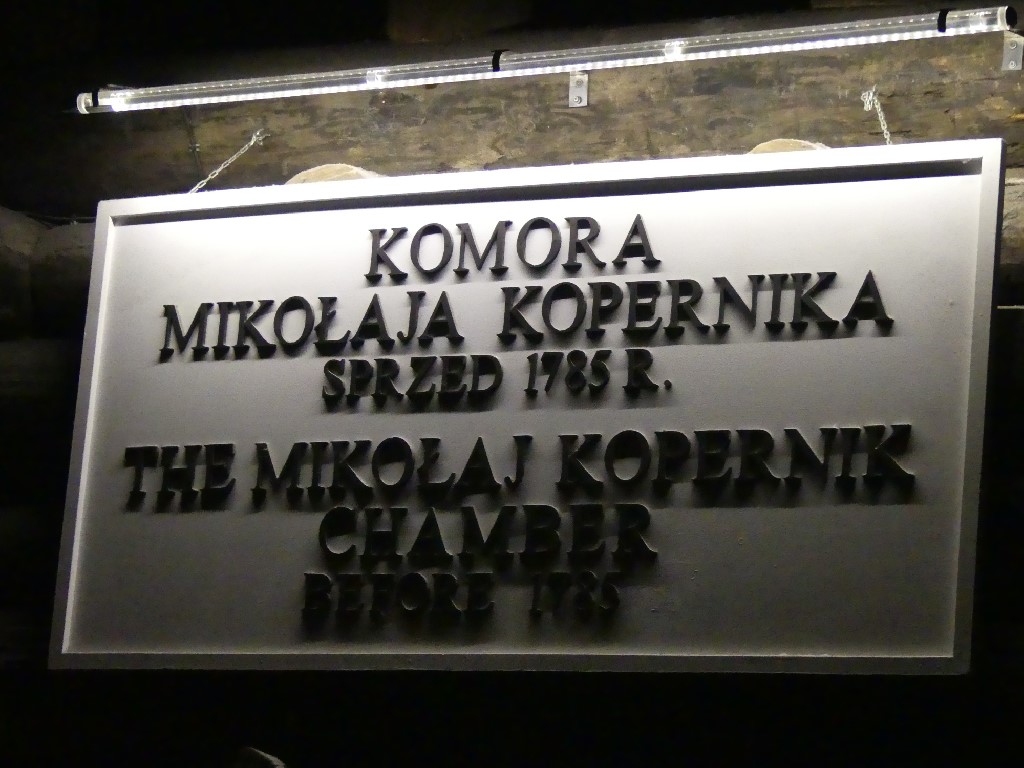 KOMORA
MIKOŁAJA KOPERNIKA
SPRZED 1785 R.
THE MIKOŁAJ KOPERNIK
CHAMBER
BEFORE 1785